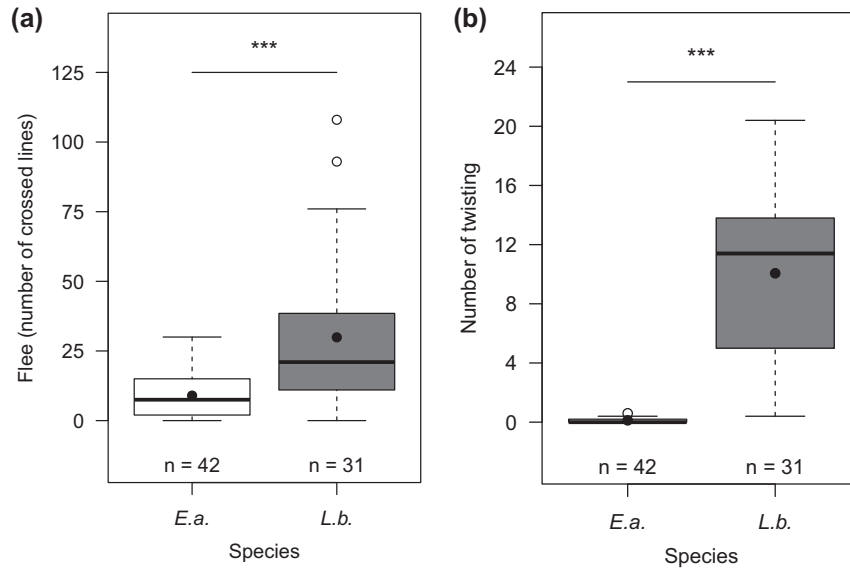 (a)
***
125
100
75
50
25
0
Flee (number of crossed lines)
n = 42
n = 31
E.a.
L.b.
Species
(b)
***
24
20
16
12
8
4
0
Number of twisting
n = 42
n = 31
E.a.
L.b.
Species